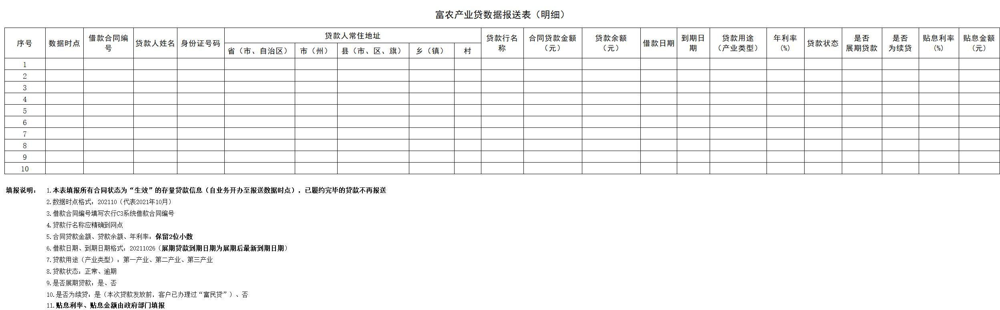 富农产业贷数据报送表（明细）
序号 数据时点 借款合同编号 贷款人姓名 身份证号码 贷款人常住地址 贷款行名称 合同贷款金额（元） 贷款余额（元） 借款日期 到期日期 贷款用途（产业类型） 年利率（%） 贷款状态 是否展期贷款 是否为续贷 贴息利率（%） 贴息金额（元）
省（市、自治区） 市（州） 县（市、区、旗） 乡（镇） 村
1
2
3
4
5
6
7
8
9
10
填报说明： 1.本表填报所有合同状态为“生效”的存量贷款信息（自业务开办至报送数据时点），已履约完毕的贷款不再报送
2.数据时点格式：202110（代表2021年10月）
3.借款合同编号填写农行C3系统借款合同编号
4.贷款行名称应精确到网点
5.合同贷款金额、贷款余额、年利率：保留2位小数
6.借款日期、到期日期格式：20211026（展期贷款到期日期为展期后最新到期日期）
7.贷款用途（产业类型）：第一产业、第二产业、第三产业
8.贷款状态：正常、逾期
9.是否展期贷款：是、否
10.是否为续贷：是（本次贷款发放前，客户已办理过“富民贷”）、否
11.贴息利率、贴息金额由政府部门填报